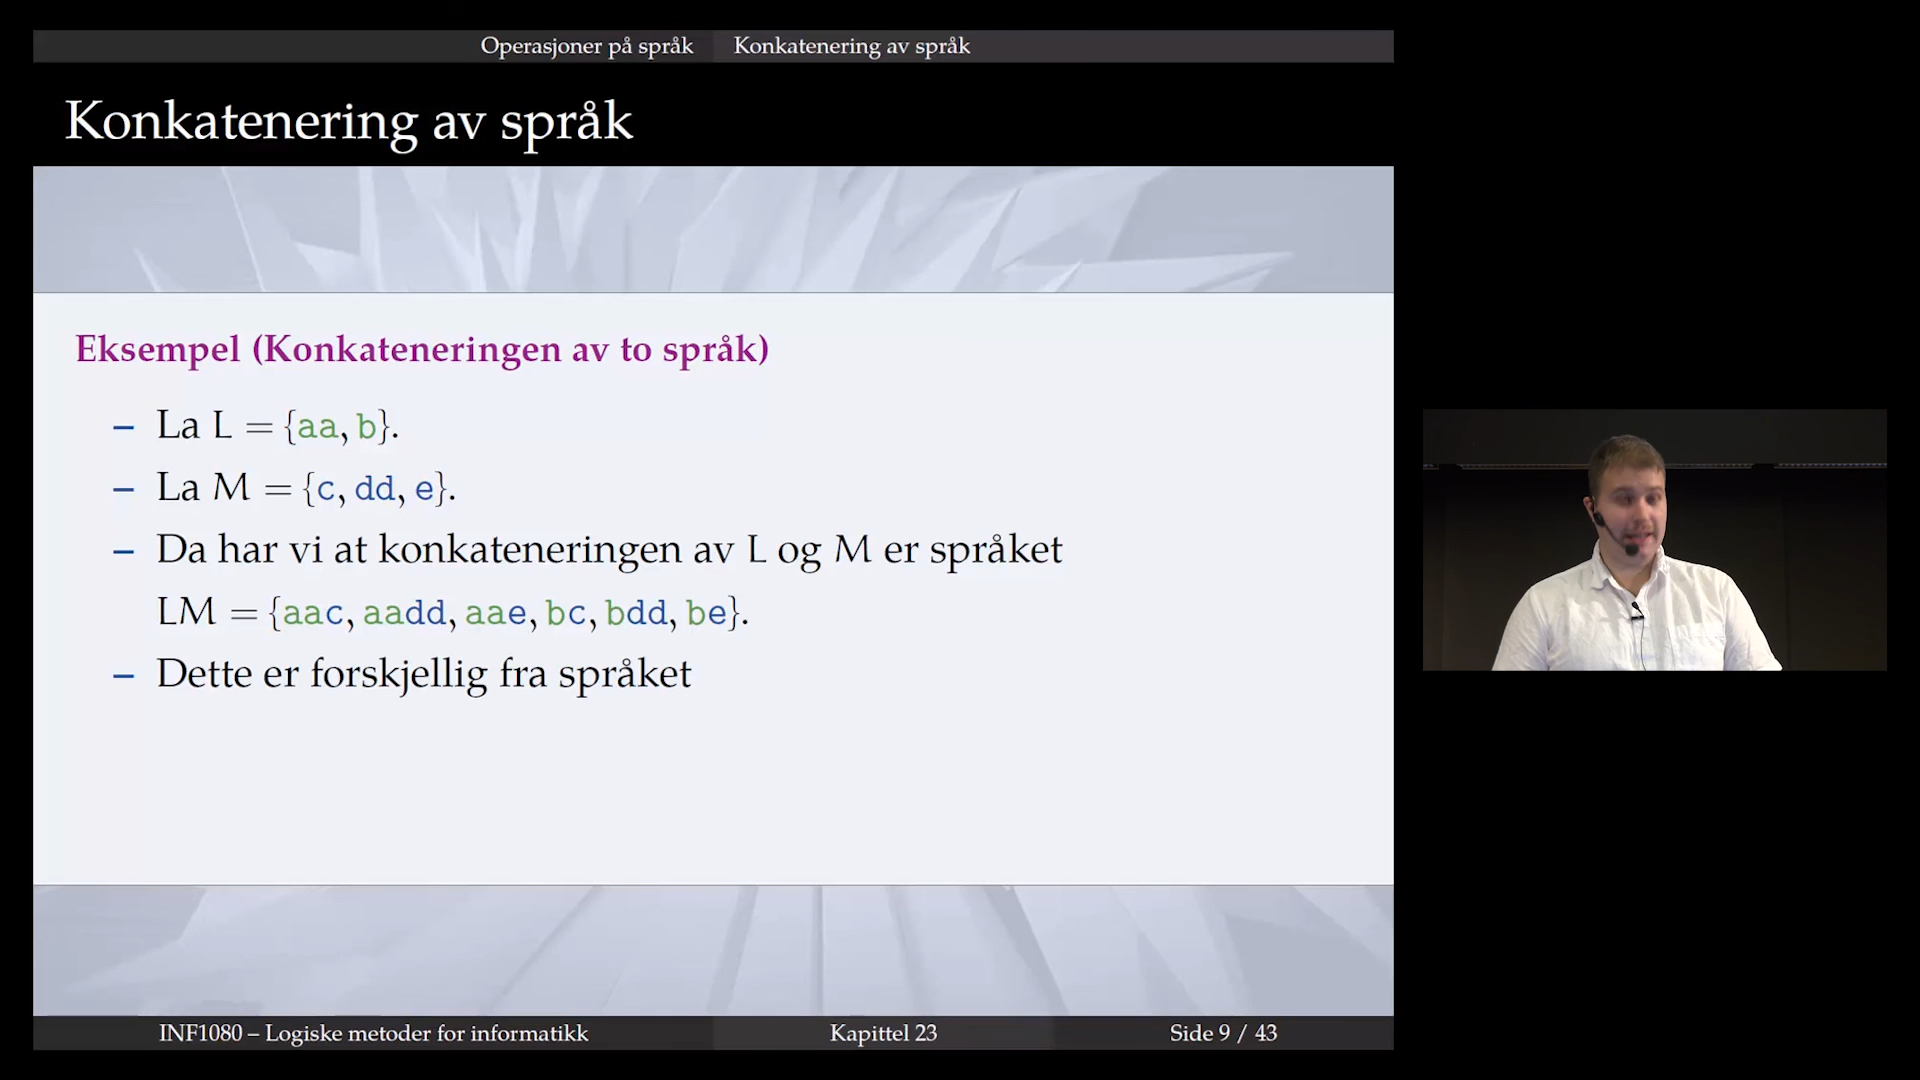 Operasjoner på språk Konkatenering av språk
Konkatenering av språk
Eksempel (Konkateneringen av to språk)
– La L = {aa, b}.
– La M = {c, dd, e}.
– Da har vi at konkateneringen av L og M er språket
LM = {aac, aadd, aae, bc, bdd, be}.
– Dette er forskjellig fra språket
INF1080 – Logiske metoder for informatikk Kapittel 23 Side 9 / 43